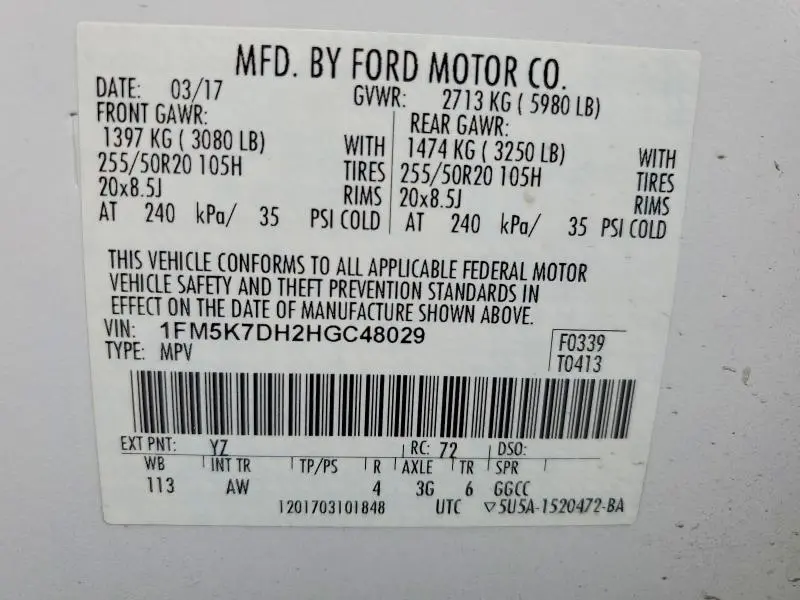 MFD. BY FORD MOTOR CO.
DATE: 03/17 GVWR: 2713 KG ( 5980 LB)
FRONT GAWR: REAR GAWR:
1397 KG ( 3080 LB) WITH 1474 KG ( 3250 LB) WITH
255/50R20 105H TIRES 255/50R20 105H TIRES
20x8.5J RIMS 20x8.5J RIMS
AT 240 kPa/ 35 PSI COLD AT 240 kPa/ 35 PSI COLD
THIS VEHICLE CONFORMS TO ALL APPLICABLE FEDERAL MOTOR
VEHICLE SAFETY AND THEFT PREVENTION STANDARDS IN
EFFECT ON THE DATE OF MANUFACTURE SHOWN ABOVE.
VIN: 1FM5K7DH2HGC48029 F0339
TYPE: MPV T0413
EXT PNT: YZ RC: 72 DSO:
WB INT TR TP/PS R AXLE TR SPR
113 AW 4 3G 6 GGCC
1201703101848 UTC ▽5U5A-1520472-BA